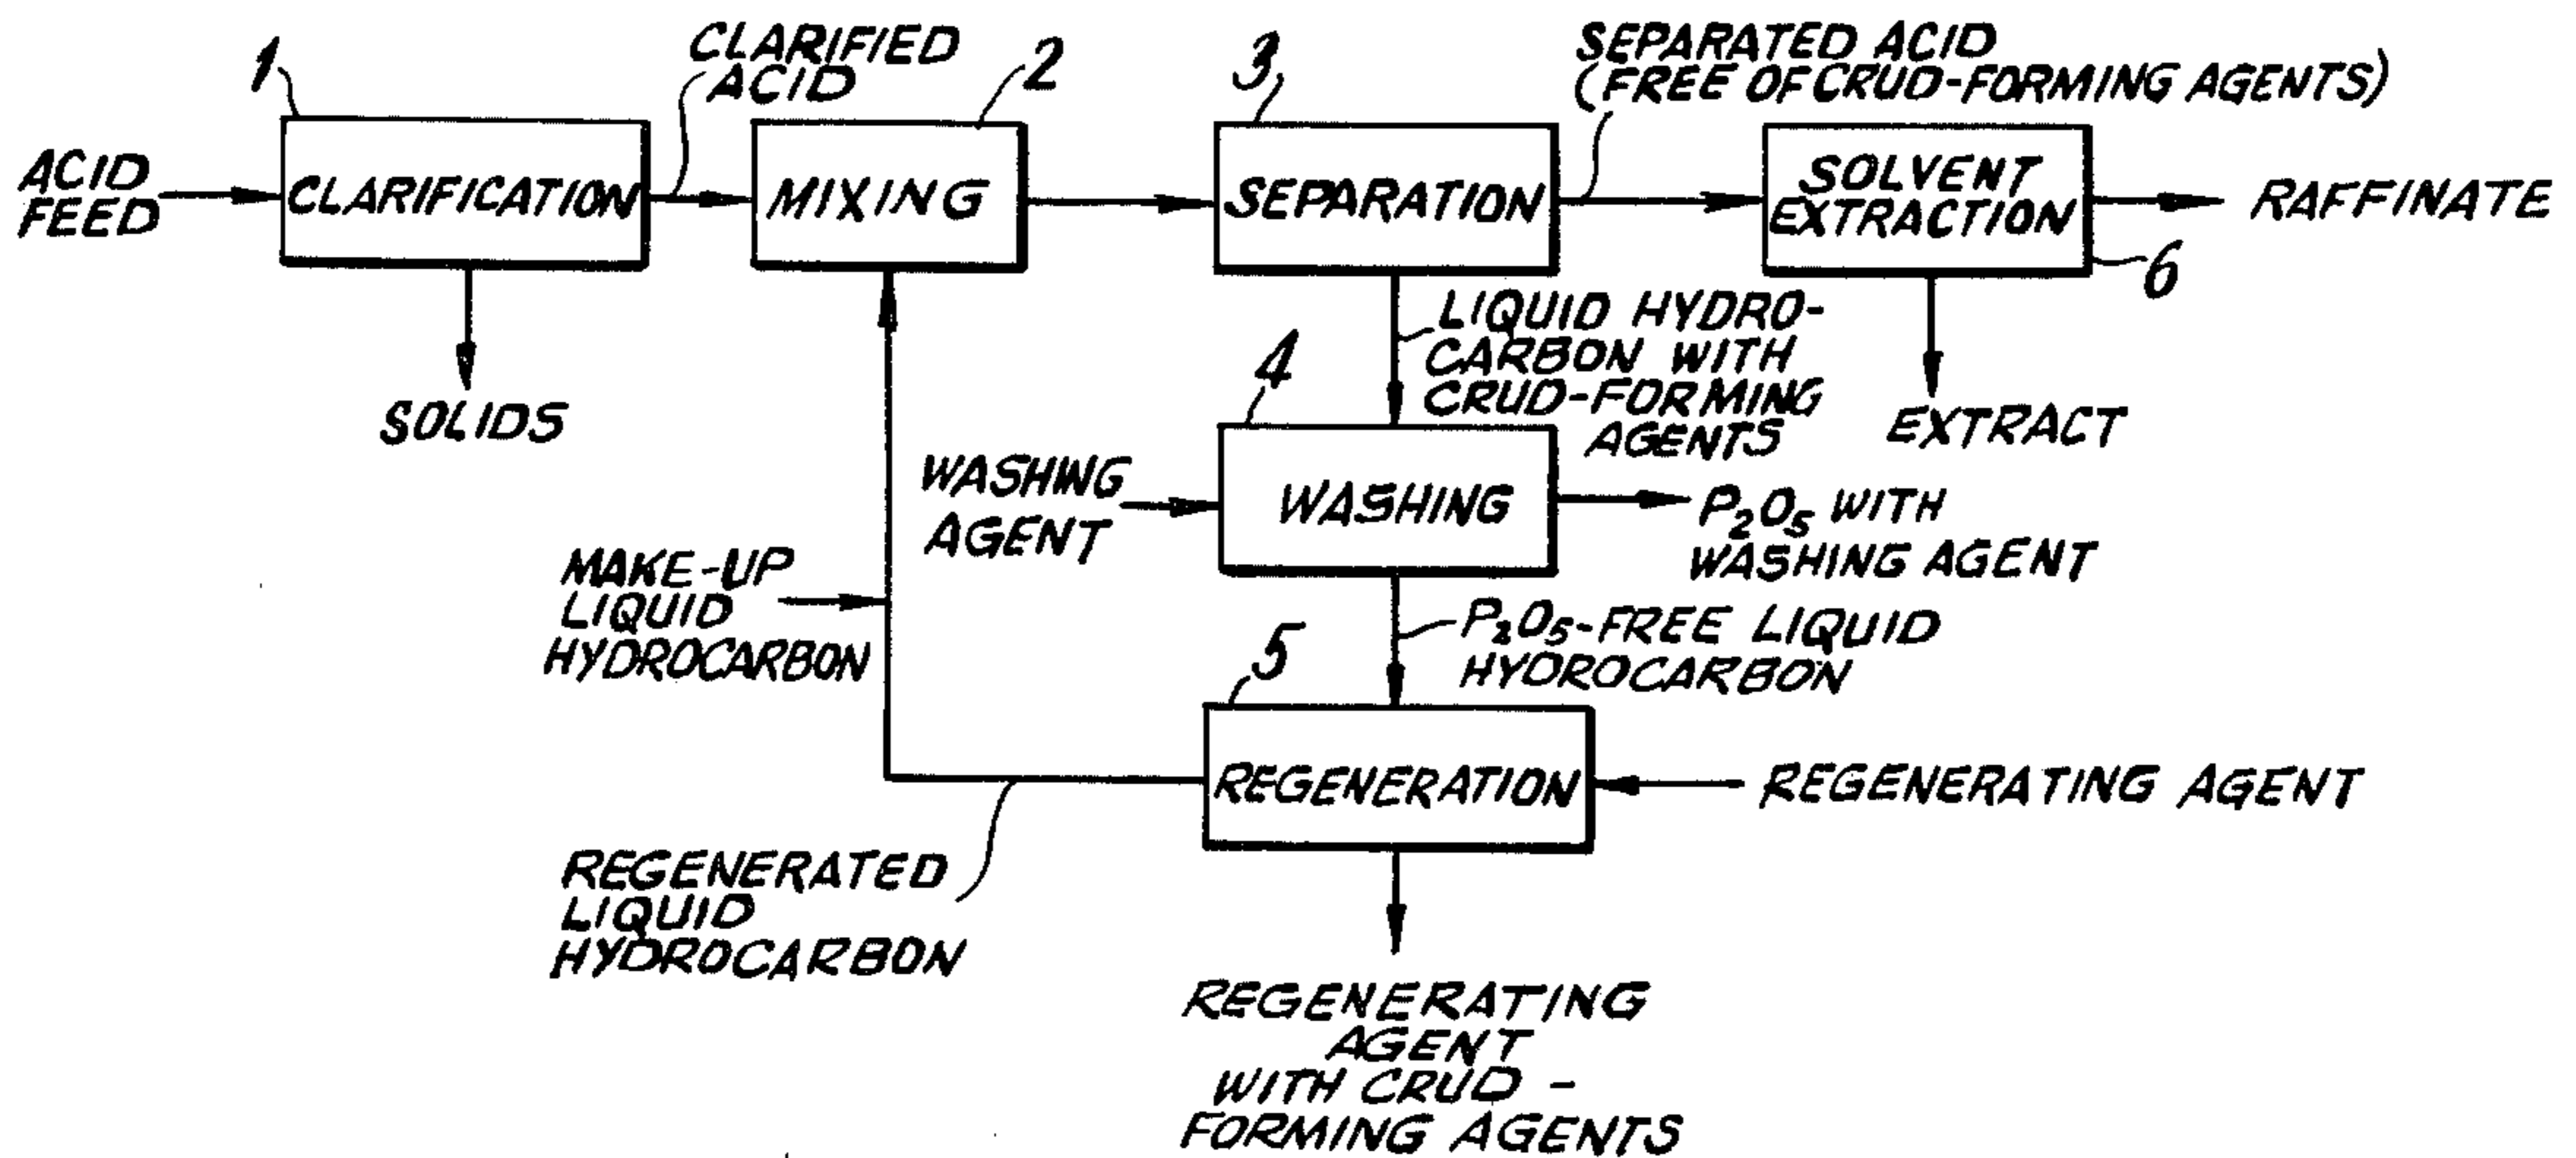 1
CLARIFIED
ACID
2
3
SEPARATED ACID
(FREE OF CRUD-FORMING AGENTS)
ACID
FEED
CLARIFICATION
MIXING
SEPARATION
SOLVENT
EXTRACTION
RAFFINATE
6
SOLIDS
LIQUID HYDRO-
CARBON WITH
CRUD-FORMING
AGENTS
EXTRACT
4
WASHING
AGENT
WASHING
P₂O₅ WITH
WASHING AGENT
MAKE-UP
LIQUID
HYDROCARBON
P₂O₅-FREE LIQUID
HYDROCARBON
5
REGENERATION
REGENERATING AGENT
REGENERATED
LIQUID
HYDROCARBON
REGENERATING
AGENT
WITH CRUD-
FORMING AGENTS